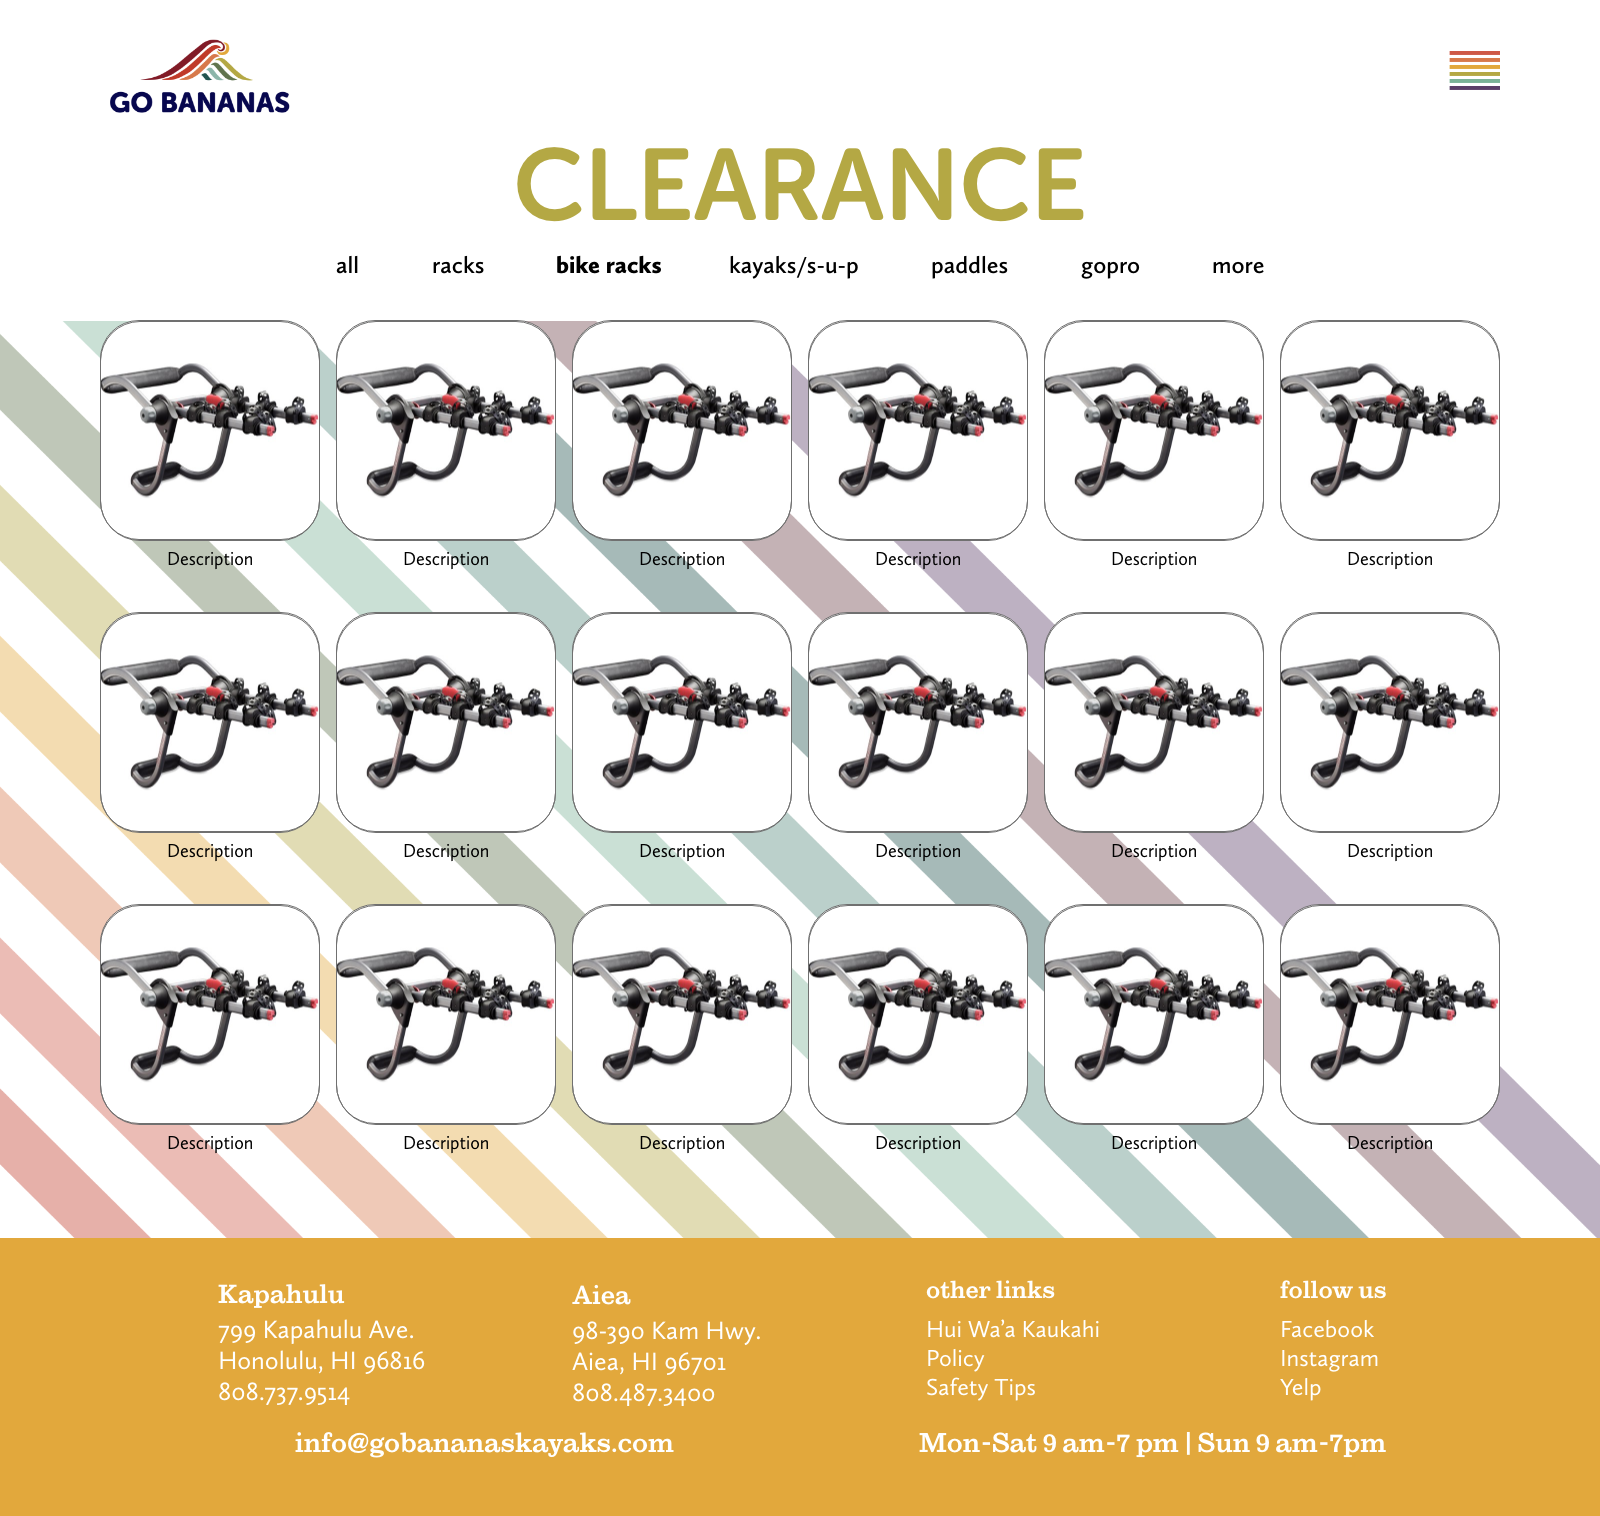 GO BANANAS
CLEARANCE
all racks bike racks kayaks/s-u-p paddles gopro more
Description Description Description Description Description Description
Description Description Description Description Description Description
Description Description Description Description Description Description
Kapahulu
799 Kapahulu Ave.
Honolulu, HI 96816
808.737.9514
Aiea
98-390 Kam Hwy.
Aiea, HI 96701
808.487.3400
other links
Hui Wa’a Kaukahi
Policy
Safety Tips
follow us
Facebook
Instagram
Yelp
info@gobananaskayaks.com
Mon-Sat 9 am-7 pm | Sun 9 am-7pm